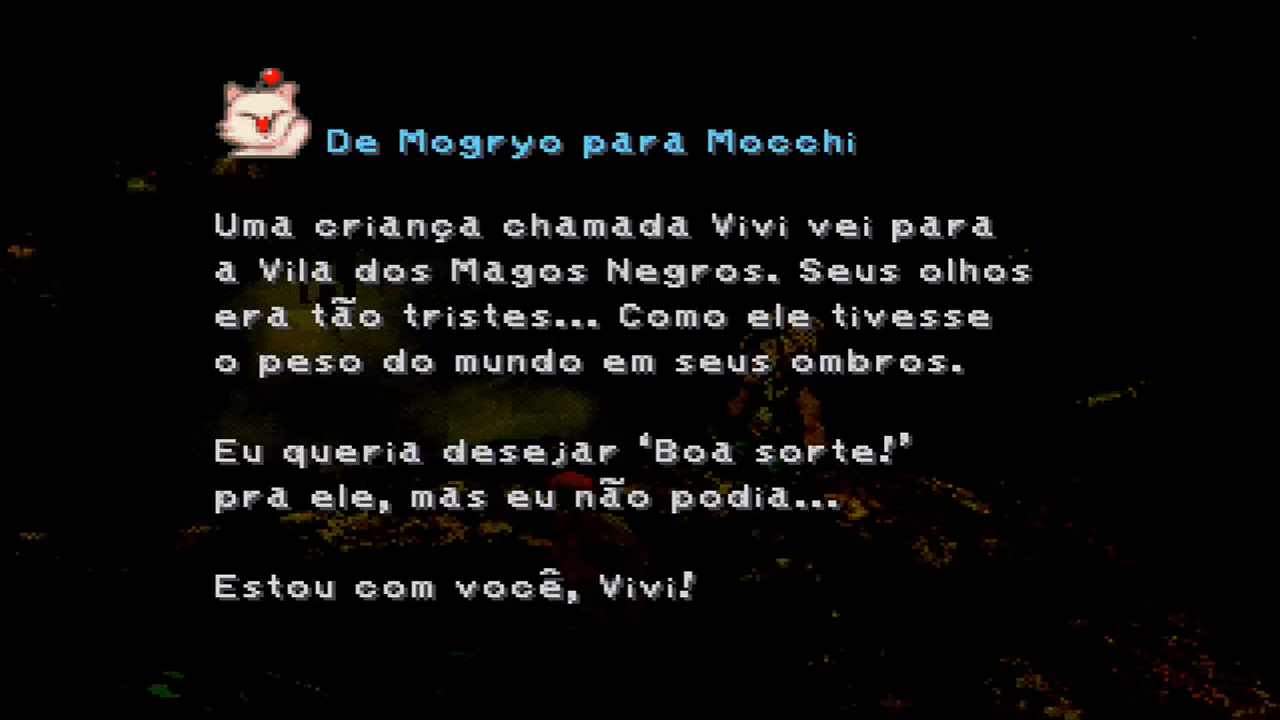 De Mogryo para Mocchi
Uma criança chamada Vivi vei para
a Vila dos Magos Negros. Seus olhos
era tão tristes... Como ele tivesse
o peso do mundo em seus ombros.
Eu queria desejar ‘Boa sorte!’
pra ele, mas eu não podia...
Estou com você, Vivi!